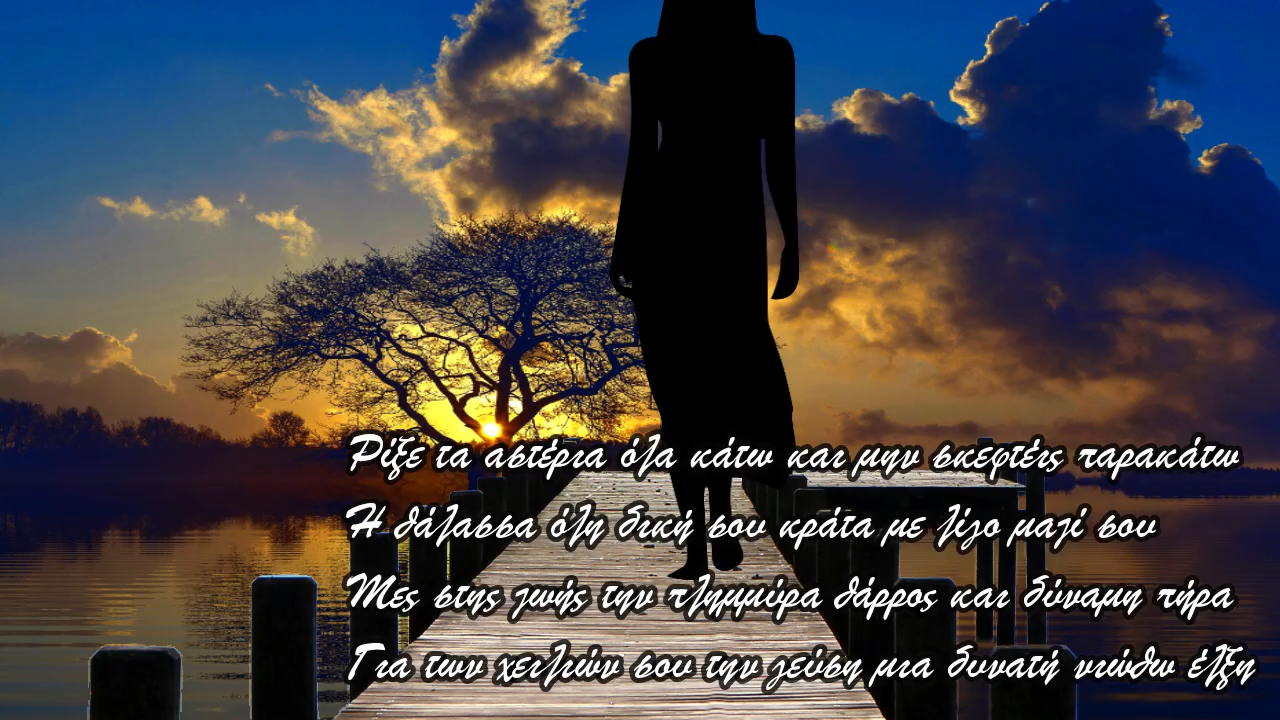 Ρίξε τα αστέρια όλα κάτω και μην σκεφτείς παρακάτω
Η θάλασσα όλη δική σου κράτα με λίγο μαζί σου
Μες στης ζωής την πλημμύρα θάρρος και δύναμη πήρα
Για των χειλιών σου την γεύση μια δυνατή νιώθω έλξη